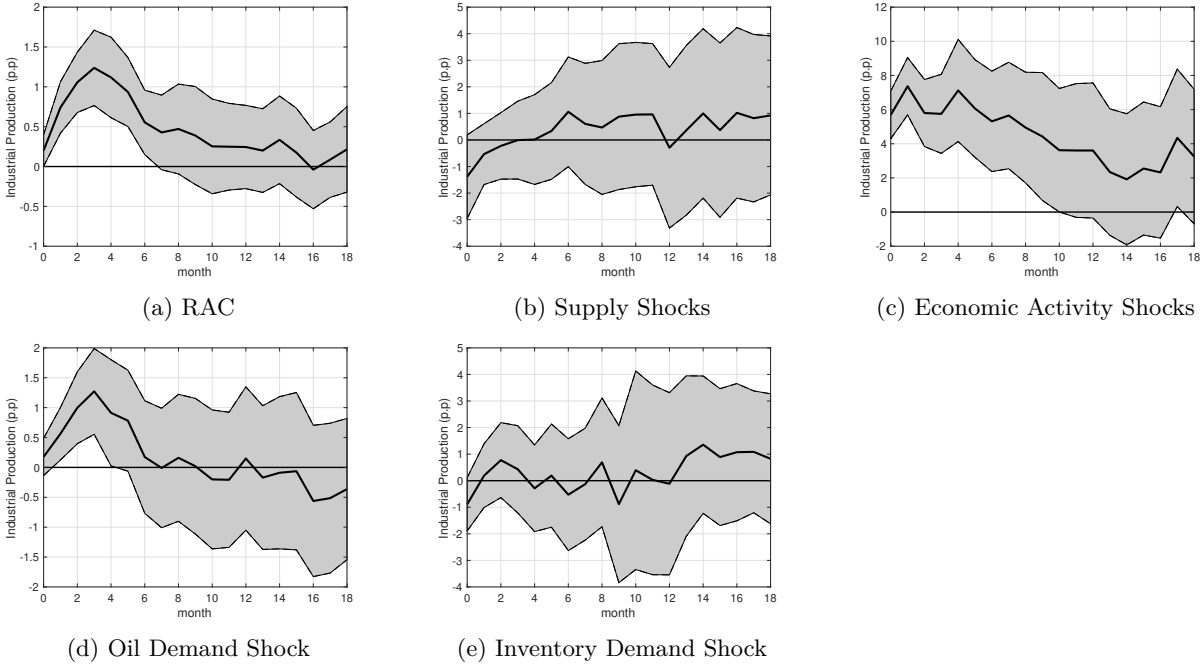 2
1.5
1
0.5
0
-0.5
-1
Industrial Production (p.p)
0 2 4 6 8 10 12 14 16 18
month
(a) RAC
5
4
3
2
1
0
-1
-2
-3
-4
Industrial Production (p.p)
0 2 4 6 8 10 12 14 16 18
month
(b) Supply Shocks
12
10
8
6
4
2
0
-2
Industrial Production (p.p)
0 2 4 6 8 10 12 14 16 18
month
(c) Economic Activity Shocks
2
1.5
1
0.5
0
-0.5
-1
-1.5
-2
Industrial Production (p.p)
0 2 4 6 8 10 12 14 16 18
month
(d) Oil Demand Shock
5
4
3
2
1
0
-1
-2
-3
-4
Industrial Production (p.p)
0 2 4 6 8 10 12 14 16 18
month
(e) Inventory Demand Shock